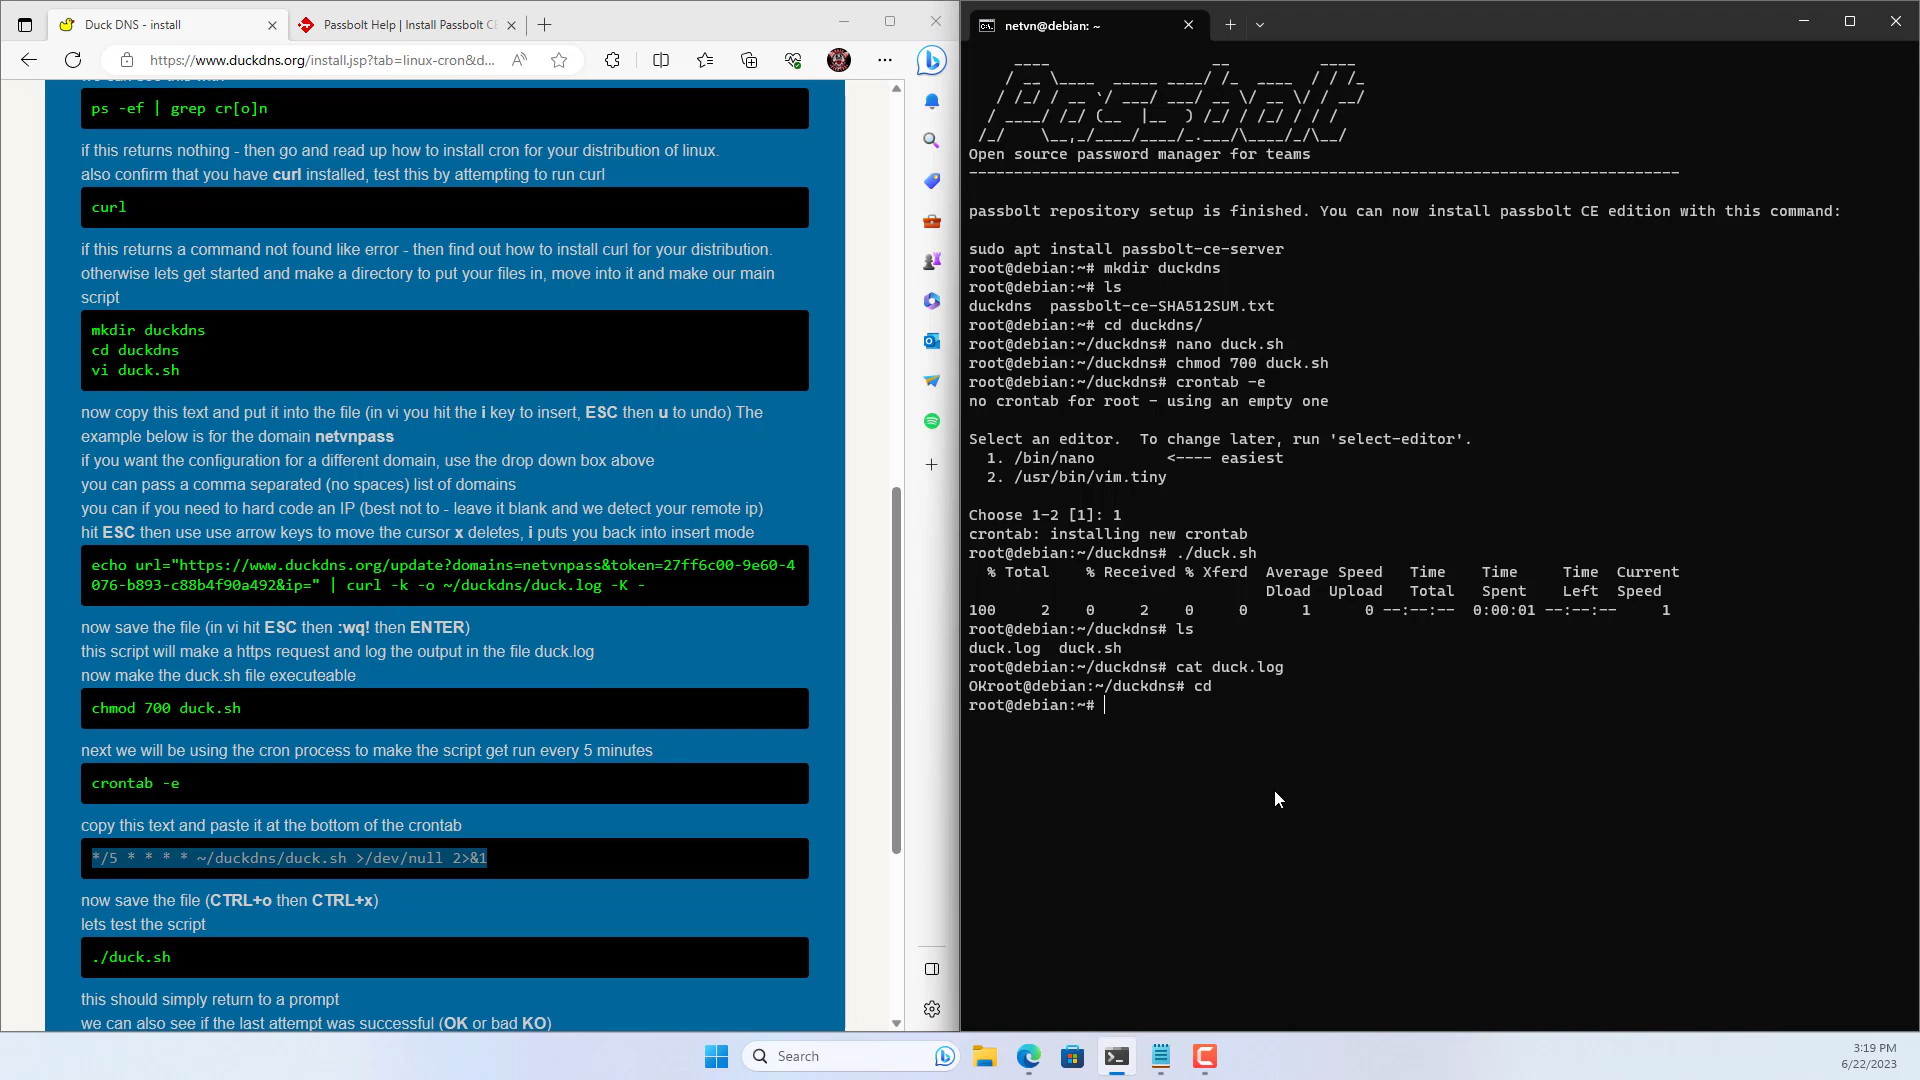 Duck DNS - install
Passbolt Help | Install Passbolt CE
https://www.duckdns.org/install.jsp?tab=linux-cron&d...
ps -ef | grep cr[o]n
if this returns nothing - then go and read up how to install cron for your distribution of linux.
also confirm that you have curl installed, test this by attempting to run curl
curl
if this returns a command not found like error - then find out how to install curl for your distribution.
otherwise lets get started and make a directory to put your files in, move into it and make our main
script
mkdir duckdns
cd duckdns
vi duck.sh
now copy this text and put it into the file (in vi you hit the i key to insert, ESC then u to undo) The
example below is for the domain netvnpass
if you want the configuration for a different domain, use the drop down box above
you can pass a comma separated (no spaces) list of domains
you can if you need to hard code an IP (best not to - leave it blank and we detect your remote ip)
hit ESC then use use arrow keys to move the cursor x deletes, i puts you back into insert mode
echo url="https://www.duckdns.org/update?domains=netvnpass&token=27ff6c00-9e60-4
076-b893-c88b4f90a492&ip=" | curl -k -o ~/duckdns/duck.log -K -
now save the file (in vi hit ESC then :wq! then ENTER)
this script will make a https request and log the output in the file duck.log
now make the duck.sh file executeable
chmod 700 duck.sh
next we will be using the cron process to make the script get run every 5 minutes
crontab -e
copy this text and paste it at the bottom of the crontab
*/5 * * * * ~/duckdns/duck.sh >/dev/null 2>&1
now save the file (CTRL+o then CTRL+x)
lets test the script
./duck.sh
this should simply return to a prompt
we can also see if the last attempt was successful (OK or bad KO)
netvn@debian: ~
Open source password manager for teams
-------------------------------------------------------------------------------
passbolt repository setup is finished. You can now install passbolt CE edition with this command:
sudo apt install passbolt-ce-server
root@debian:~# mkdir duckdns
root@debian:~# ls
duckdns  passbolt-ce-SHA512SUM.txt
root@debian:~# cd duckdns/
root@debian:~/duckdns# nano duck.sh
root@debian:~/duckdns# chmod 700 duck.sh
root@debian:~/duckdns# crontab -e
no crontab for root - using an empty one
Select an editor.  To change later, run 'select-editor'.
1. /bin/nano        <---- easiest
2. /usr/bin/vim.tiny
Choose 1-2 [1]: 1
crontab: installing new crontab
root@debian:~/duckdns# ./duck.sh
% Total    % Received % Xferd  Average Speed   Time    Time     Time  Current
Dload  Upload   Total   Spent    Left  Speed
100     2    0     2    0     0      1      0 --:--:--  0:00:01 --:--:--     1
root@debian:~/duckdns# ls
duck.log  duck.sh
root@debian:~/duckdns# cat duck.log
OKroot@debian:~/duckdns# cd
root@debian:~#
Search
3:19 PM
6/22/2023